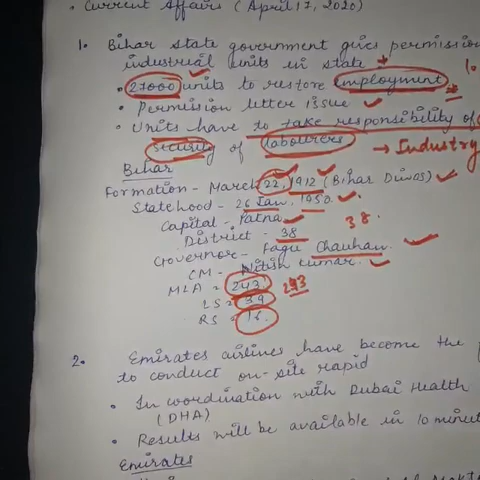 Current Affairs (April 17, 2020)
1. Bihar state government gives permission
industrial units in state
10
• 27000 units to restore employment
• Permission letter issue
• Units have to take responsibility of
security of labourers → Industry
Bihar
Formation - March 22, 1912 (Bihar Diwas)
Statehood - 26 Jan. 1950.
Capital - Patna
38.
District - 38
Governor - Fagu Chauhan.
CM - Nitish Kumar.
MLA = 243 243
LS = 39
RS = 16.
2. Emirates airlines have become the
to conduct on-site rapid
• In coordination with Dubai Health
(DHA)
• Results will be available in 10 minut
Emirates